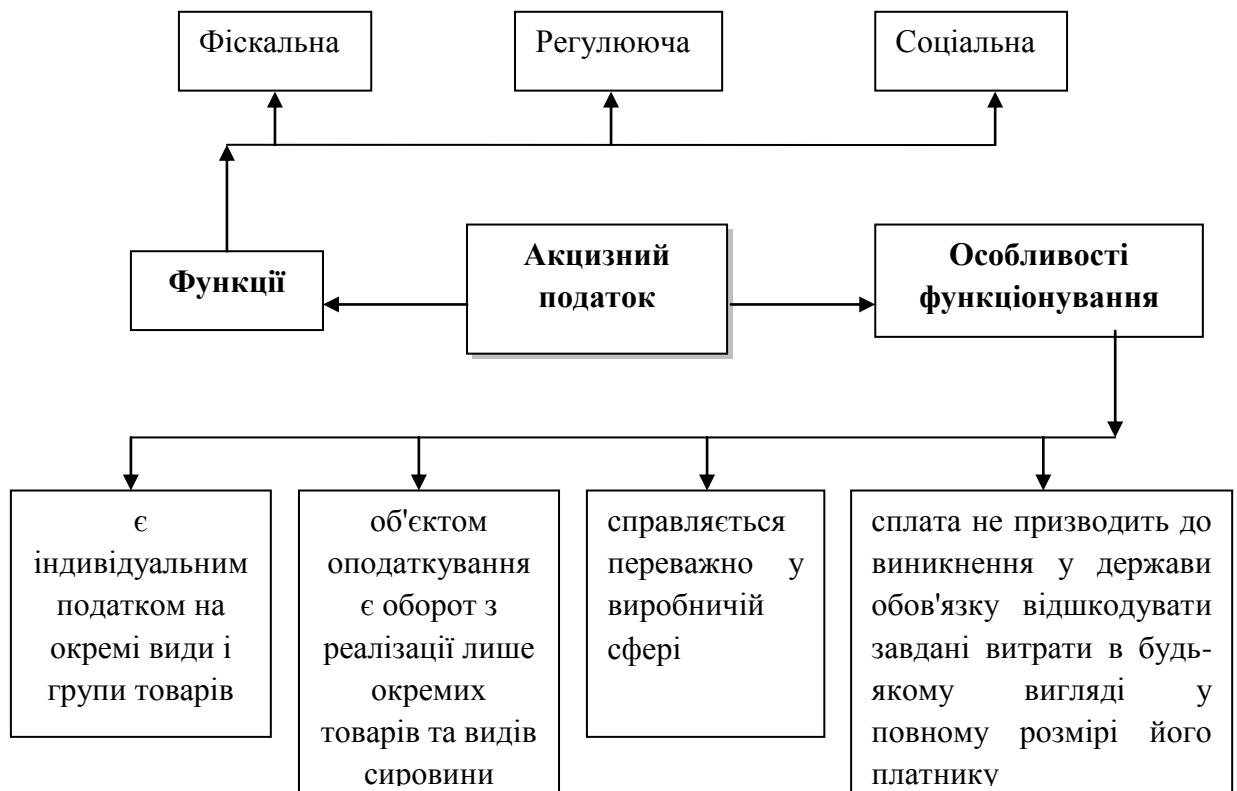 Фіскальна
Регулююча
Соціальна
Функції
Акцизний
податок
Особливості
функціонування
є
індивідуальним
податком на
окремі види і
групи товарів
об'єктом
оподаткування
є оборот з
реалізації лише
окремих
товарів та видів
сировини
справляється
переважно у
виробничій
сфері
сплата не призводить до
виникнення у держави
обов'язку відшкодувати
завдані витрати в будь-
якому вигляді у
повному розмірі його
платнику